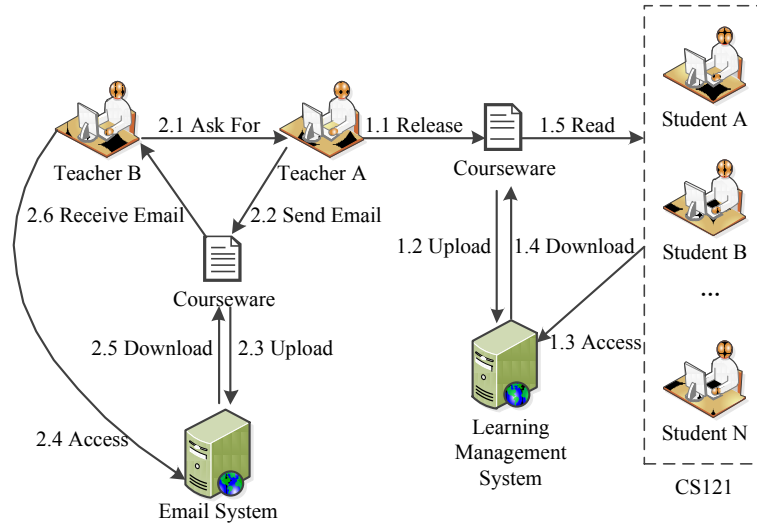 Student A
2.1 Ask For
1.1 Release
1.5 Read
Teacher B
Teacher A
Courseware
2.6 Receive Email
2.2 Send Email
1.2 Upload
1.4 Download
Student B
...
Courseware
2.5 Download
2.3 Upload
1.3 Access
2.4 Access
Learning
Management
System
Student N
Email System
CS121